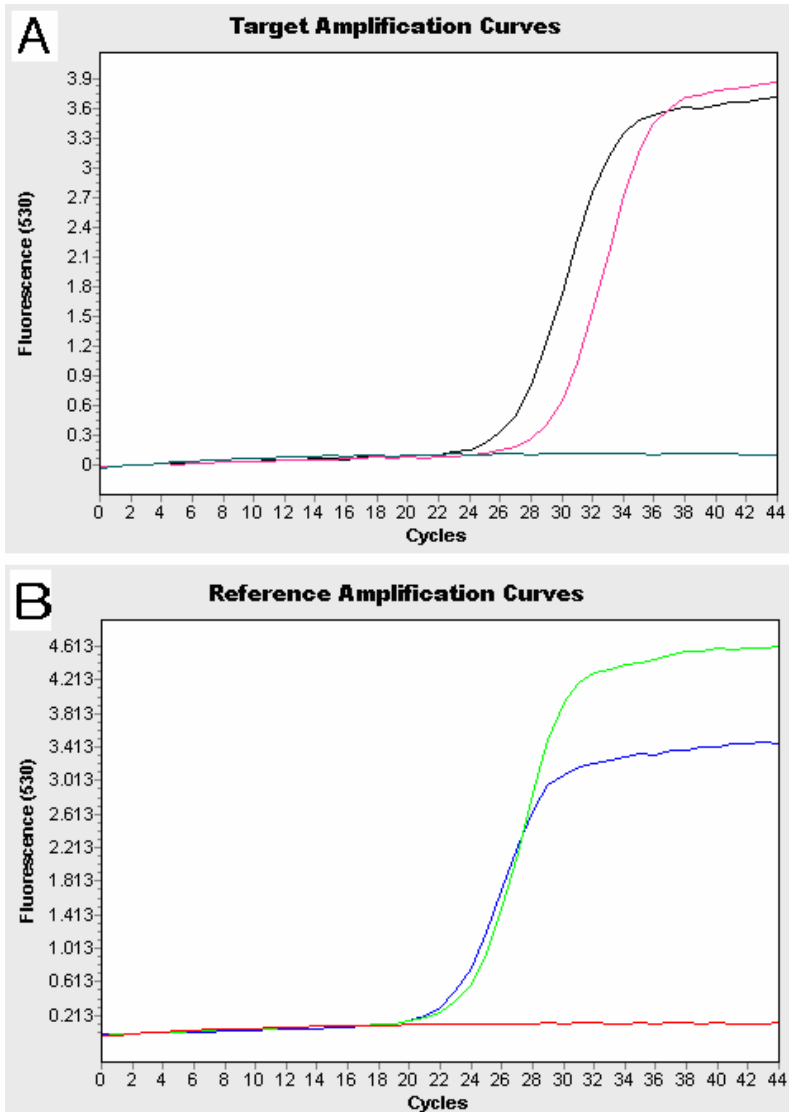 A
Target Amplification Curves
Fluorescence (530)
3.9
3.6
3.3
3
2.7
2.4
2.1
1.8
1.5
1.2
0.9
0.6
0.3
0
0 2 4 6 8 10 12 14 16 18 20 22 24 26 28 30 32 34 36 38 40 42 44
Cycles
B
Reference Amplification Curves
Fluorescence (530)
4.613
4.213
3.813
3.413
3.013
2.613
2.213
1.813
1.413
1.013
0.613
0.213
0 2 4 6 8 10 12 14 16 18 20 22 24 26 28 30 32 34 36 38 40 42 44
Cycles